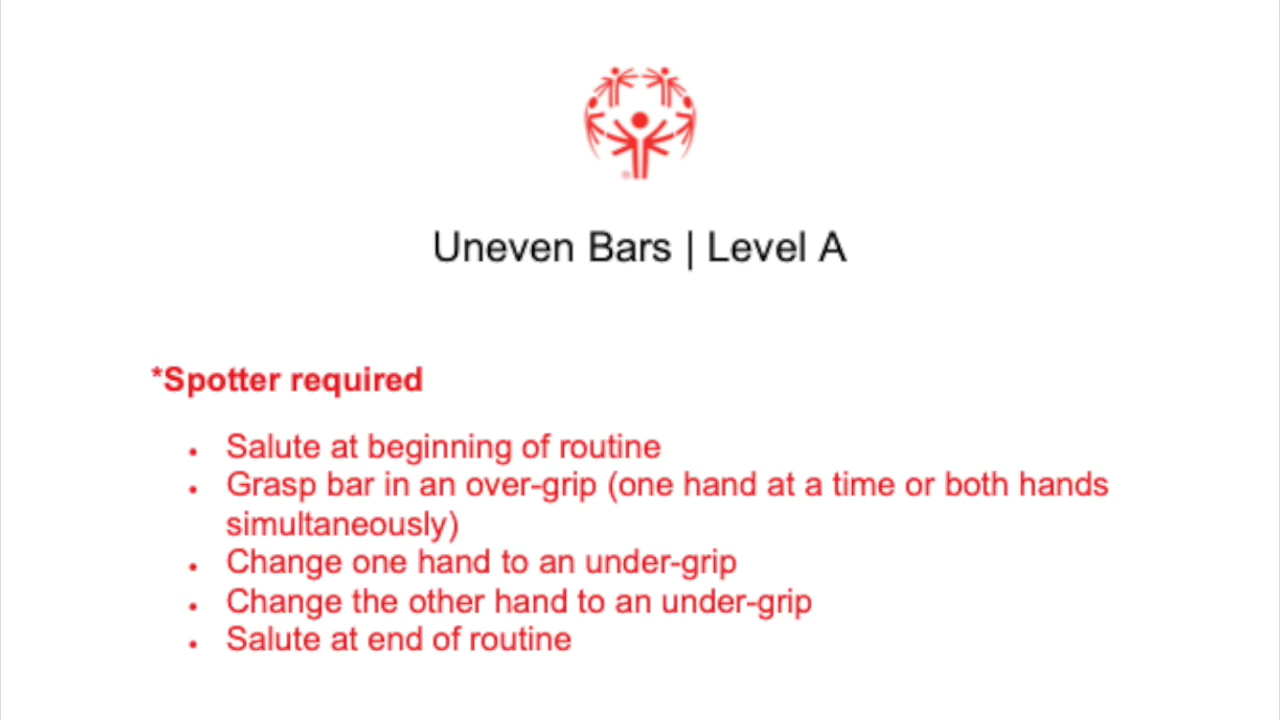 Uneven Bars | Level A
*Spotter required
• Salute at beginning of routine
• Grasp bar in an over-grip (one hand at a time or both hands
simultaneously)
• Change one hand to an under-grip
• Change the other hand to an under-grip
• Salute at end of routine